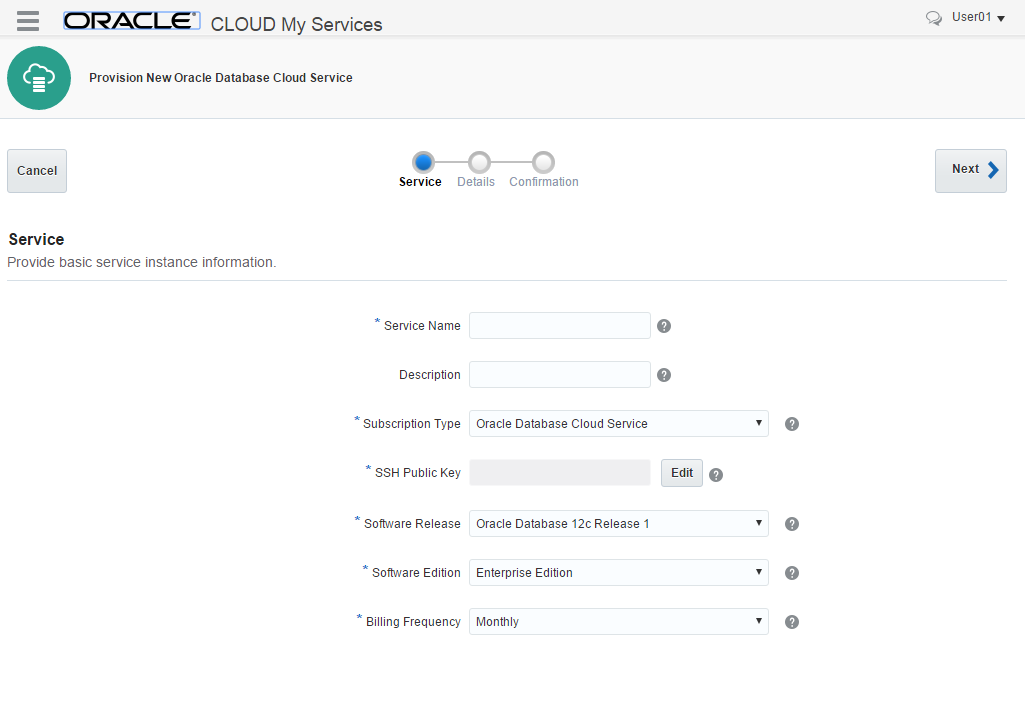 ORACLE CLOUD My Services
User01
Provision New Oracle Database Cloud Service
Cancel
Next
Service Details Confirmation
Service
Provide basic service instance information.
* Service Name
Description
* Subscription Type Oracle Database Cloud Service
* SSH Public Key Edit
* Software Release Oracle Database 12c Release 1
* Software Edition Enterprise Edition
* Billing Frequency Monthly